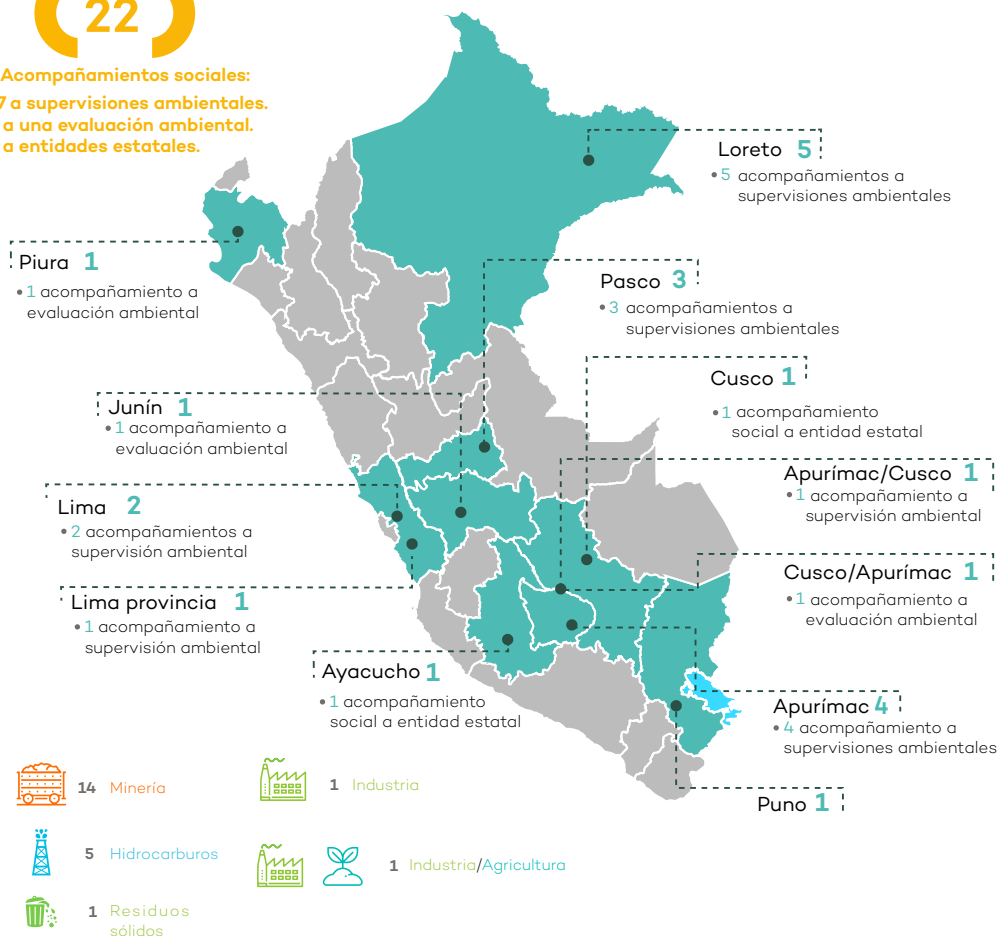 22
Acompañamientos sociales:
7 a supervisiones ambientales.
a una evaluación ambiental.
a entidades estatales.
Loreto 5
• 5 acompañamientos a
supervisiones ambientales
Piura 1
• 1 acompañamiento a
evaluación ambiental
Pasco 3
• 3 acompañamientos a
supervisiones ambientales
Cusco 1
• 1 acompañamiento
social a entidad estatal
Junín 1
• 1 acompañamiento a
evaluación ambiental
Apurímac/Cusco 1
• 1 acompañamiento a
supervisión ambiental
Lima 2
• 2 acompañamientos a
supervisión ambiental
Cusco/Apurímac 1
• 1 acompañamiento a
evaluación ambiental
Lima provincia 1
• 1 acompañamiento a
supervisión ambiental
Ayacucho 1
• 1 acompañamiento
social a entidad estatal
Apurímac 4
• 4 acompañamiento a
supervisiones ambientales
Puno 1
14 Minería
1 Industria
5 Hidrocarburos
1 Industria/Agricultura
1 Residuos
sólidos